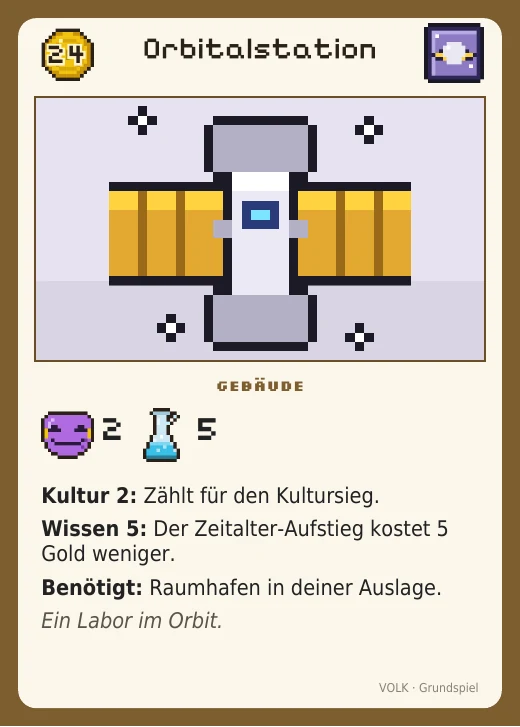 24
Orbitalstation
GEBÄUDE
2 5
Kultur 2: Zählt für den Kultursieg.
Wissen 5: Der Zeitalter-Aufstieg kostet 5
Gold weniger.
Benötigt: Raumhafen in deiner Auslage.
Ein Labor im Orbit.
VOLK · Grundspiel